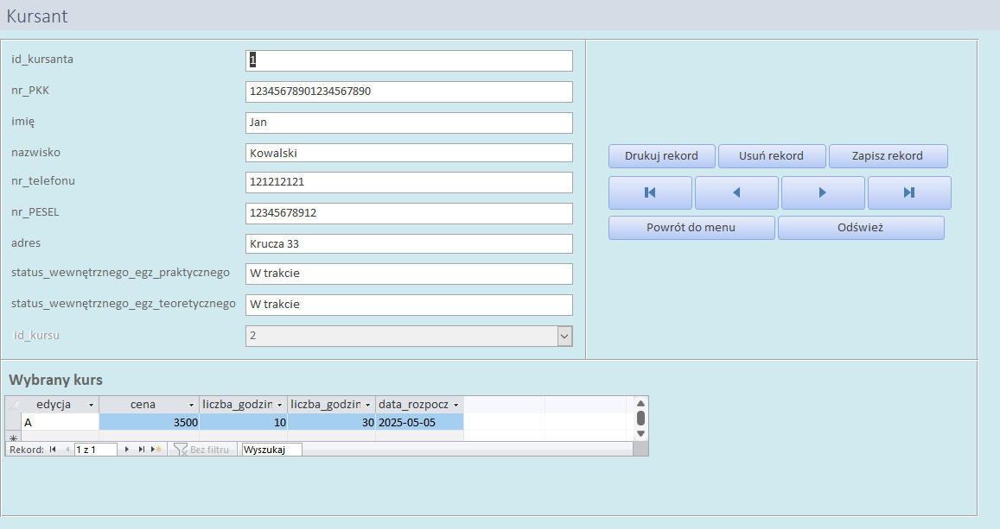 Kursant
id_kursanta 1
nr_PKK 12345678901234567890
imię Jan
nazwisko Kowalski
nr_telefonu 121212121
nr_PESEL 12345678912
adres Krucza 33
status_wewnętrznego_egz_praktycznego W trakcie
status_wewnętrznego_egz_teoretycznego W trakcie
id_kursu 2
Drukuj rekord Usuń rekord Zapisz rekord
Powrót do menu Odśwież
Wybrany kurs
edycja cena liczba_godzin liczba_godzin data_rozpocz
A 3500 10 30 2025-05-05
Rekord: 1 z 1 Bez filtru Wyszukaj